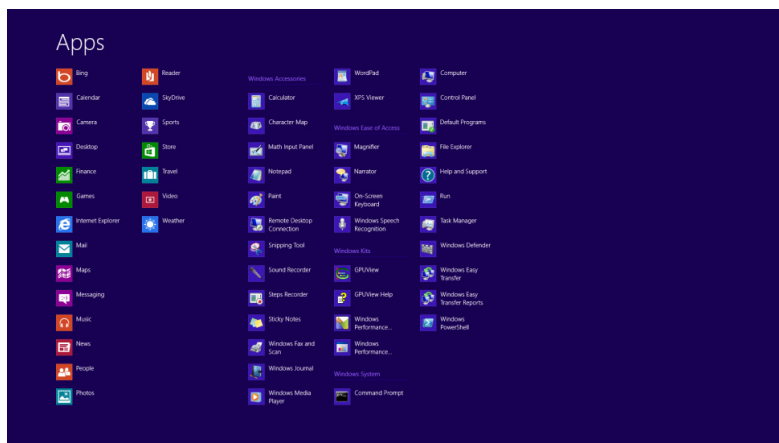 Apps
Bing
Calendar
Camera
Desktop
Finance
Games
Internet Explorer
Mail
Maps
Messaging
Music
News
People
Photos
Reader
SkyDrive
Sports
Store
Travel
Video
Weather
Windows Accessories
Calculator
Character Map
Math Input Panel
Notepad
Paint
Remote Desktop
Connection
Snipping Tool
Sound Recorder
Steps Recorder
Sticky Notes
Windows Fax and
Scan
Windows Journal
Windows Media
Player
WordPad
XPS Viewer
Windows Ease of Access
Magnifier
Narrator
On-Screen
Keyboard
Windows Speech
Recognition
Windows Kits
GPUView
GPUView Help
Windows
Performance...
Windows
Performance...
Windows System
Command Prompt
Computer
Control Panel
Default Programs
File Explorer
Help and Support
Run
Task Manager
Windows Defender
Windows Easy
Transfer
Windows Easy
Transfer Reports
Windows
PowerShell